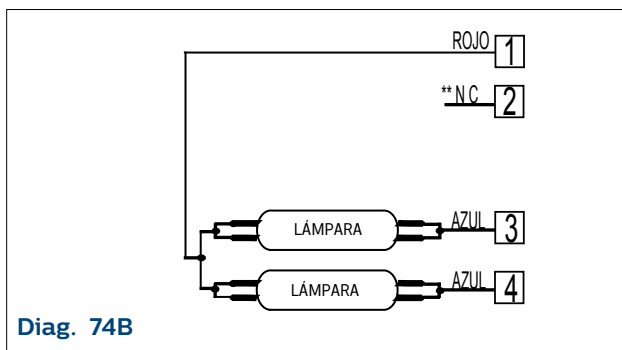 ROJO 1
** N C 2
LÁMPARA AZUL 3
LÁMPARA AZUL 4
Diag. 74B